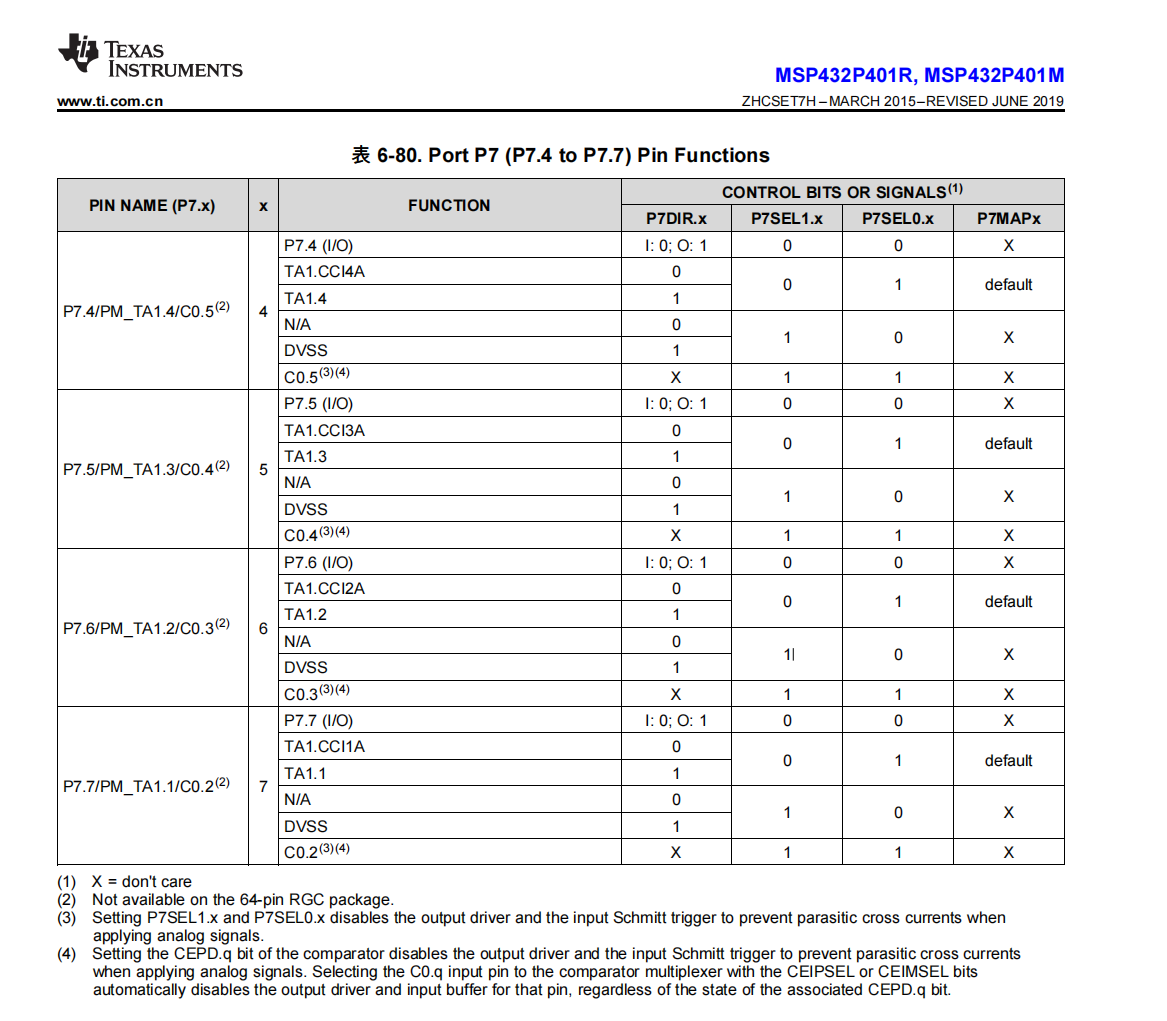 TEXAS
INSTRUMENTS
MSP432P401R, MSP432P401M
www.ti.com.cn ZHCSET7H – MARCH 2015 – REVISED JUNE 2019
表 6-80. Port P7 (P7.4 to P7.7) Pin Functions
PIN NAME (P7.x) x FUNCTION CONTROL BITS OR SIGNALS(1)
P7DIR.x P7SEL1.x P7SEL0.x P7MAPx
P7.4/PM_TA1.4/C0.5(2) 4 P7.4 (I/O) I: 0; O: 1 0 0 X
TA1.CCI4A 0 0 1 default
TA1.4 1
N/A 0 1 0 X
DVSS 1
C0.5(3)(4) X 1 1 X
P7.5/PM_TA1.3/C0.4(2) 5 P7.5 (I/O) I: 0; O: 1 0 0 X
TA1.CCI3A 0 0 1 default
TA1.3 1
N/A 0 1 0 X
DVSS 1
C0.4(3)(4) X 1 1 X
P7.6/PM_TA1.2/C0.3(2) 6 P7.6 (I/O) I: 0; O: 1 0 0 X
TA1.CCI2A 0 0 1 default
TA1.2 1
N/A 0 1 0 X
DVSS 1
C0.3(3)(4) X 1 1 X
P7.7/PM_TA1.1/C0.2(2) 7 P7.7 (I/O) I: 0; O: 1 0 0 X
TA1.CCI1A 0 0 1 default
TA1.1 1
N/A 0 1 0 X
DVSS 1
C0.2(3)(4) X 1 1 X
(1) X = don't care
(2) Not available on the 64-pin RGC package.
(3) Setting P7SEL1.x and P7SEL0.x disables the output driver and the input Schmitt trigger to prevent parasitic cross currents when
applying analog signals.
(4) Setting the CEPD.q bit of the comparator disables the output driver and the input Schmitt trigger to prevent parasitic cross currents
when applying analog signals. Selecting the C0.q input pin to the comparator multiplexer with the CEIPSEL or CEIMSEL bits
automatically disables the output driver and input buffer for that pin, regardless of the state of the associated CEPD.q bit.